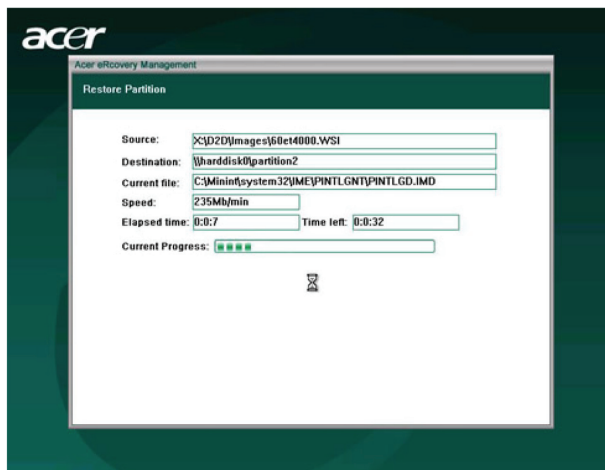 acer
Acer eRecovery Management
Restore Partition
Source: X:\D2D\Images\60et4000.WSI
Destination: \\harddisk0\partition2
Current file: C:\Minint\system32\IME\PINTLGNT\PINTLGD.IMD
Speed: 235Mb/min
Elapsed time: 0:0:7 Time left: 0:0:32
Current Progress: